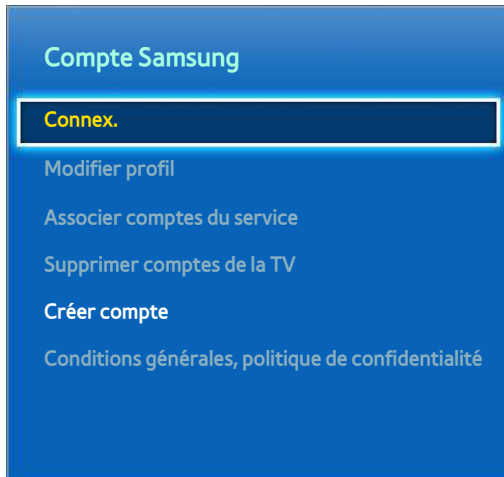 Compte Samsung
Connex.
Modifier profil
Associer comptes du service
Supprimer comptes de la TV
Créer compte
Conditions générales, politique de confidentialité